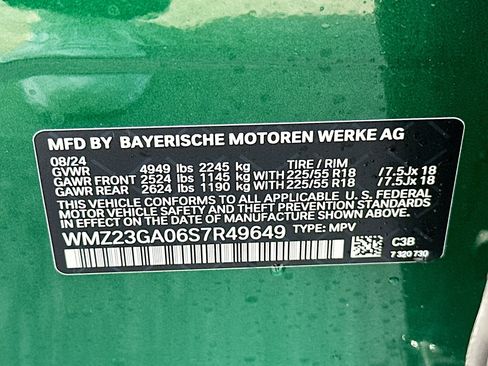 MFD BY BAYERISCHE MOTOREN WERKE AG
08/24
GVWR 4949 lbs 2245 kg TIRE / RIM
GAWR FRONT 2524 lbs 1145 kg WITH 225/55 R18 /7.5Jx 18
GAWR REAR 2624 lbs 1190 kg WITH 225/55 R18 /7.5Jx 18
THIS VEHICLE CONFORMS TO ALL APPLICABLE U.S. FEDERAL
MOTOR VEHICLE SAFETY AND THEFT PREVENTION STANDARDS
IN EFFECT ON THE DATE OF MANUFACTURE SHOWN ABOVE.
WMZ23GA06S7R49649 TYPE: MPV
C3B
7 320 730